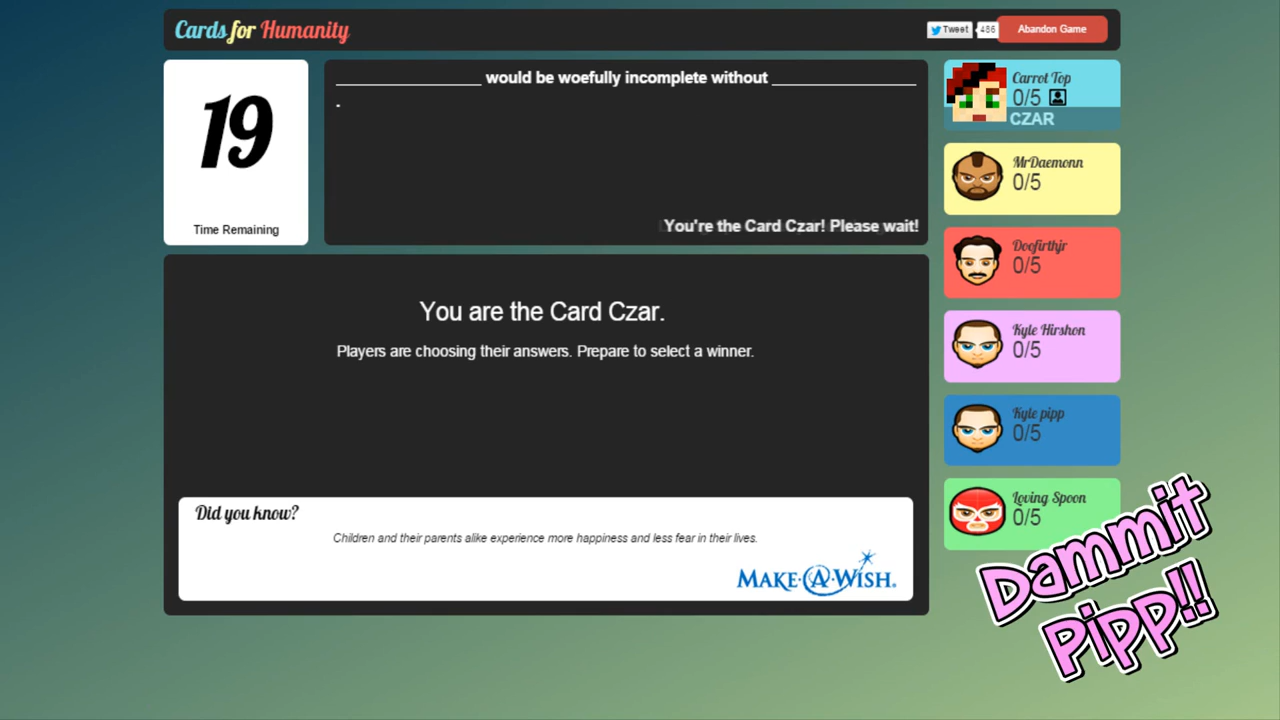 Cards for Humanity
Tweet
486
Abandon Game
19
Time Remaining
_______________ would be woefully incomplete without _______________
.
You're the Card Czar! Please wait!
Carrot Top
0/5
CZAR
MrDaemonn
0/5
Doofirthjr
0/5
Kyle Hirshon
0/5
Kyle pipp
0/5
Loving Spoon
0/5
You are the Card Czar.
Players are choosing their answers. Prepare to select a winner.
Did you know?
Children and their parents alike experience more happiness and less fear in their lives.
MAKE-A-WISH.
Dammit
Pipp!!